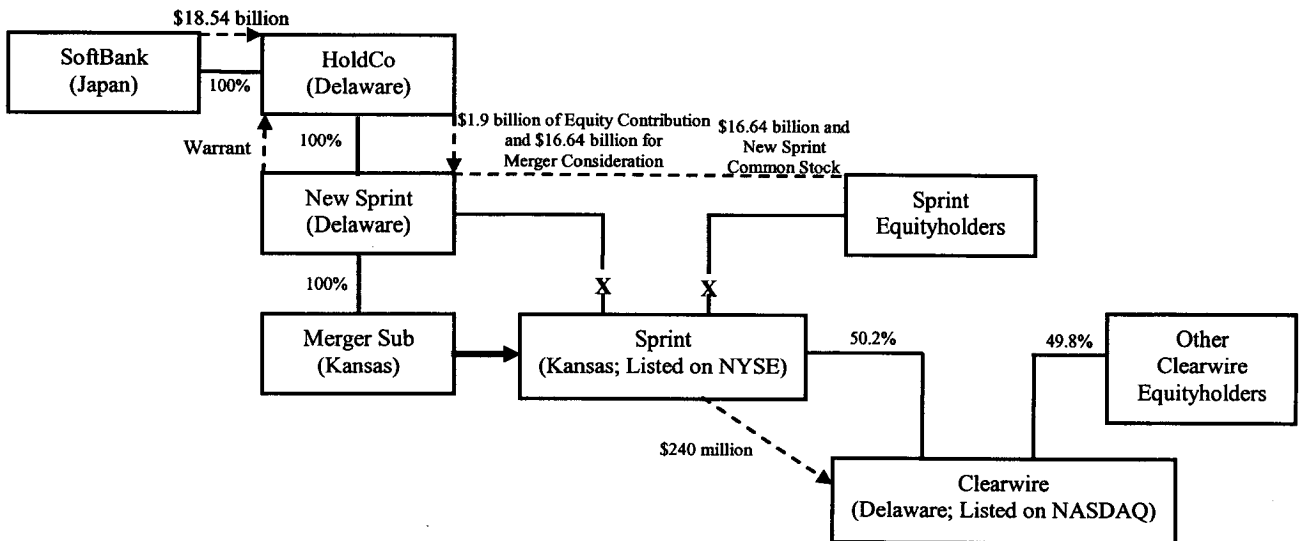 $18.54 billion
SoftBank
(Japan)
100%
HoldCo
(Delaware)
Warrant
100%
$1.9 billion of Equity Contribution
and $16.64 billion for
Merger Consideration
$16.64 billion and
New Sprint
Common Stock
New Sprint
(Delaware)
Sprint
Equityholders
100%
X
X
Merger Sub
(Kansas)
Sprint
(Kansas; Listed on NYSE)
50.2%
49.8%
Other
Clearwire
Equityholders
$240 million
Clearwire
(Delaware; Listed on NASDAQ)